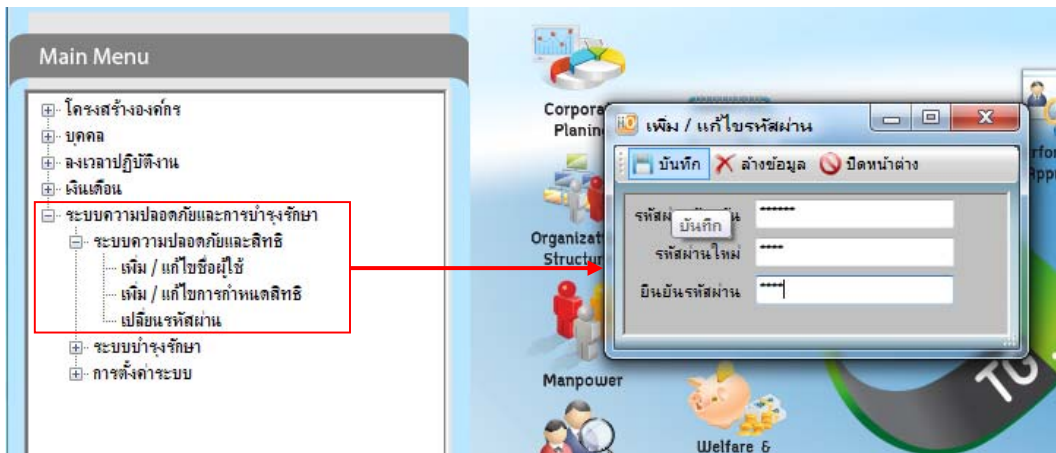 Main Menu
โครงสร้างองค์กร
บุคคล
ลงเวลาปฏิบัติงาน
เงินเดือน
ระบบความปลอดภัยและการบำรุงรักษา
ระบบความปลอดภัยและสิทธิ
เพิ่ม / แก้ไขชื่อผู้ใช้
เพิ่ม / แก้ไขการกำหนดสิทธิ
เปลี่ยนรหัสผ่าน
ระบบบำรุงรักษา
การตั้งค่าระบบ
Corpora
Planin
Organizat
Structur
Manpower
Welfare &
เพิ่ม / แก้ไขรหัสผ่าน
บันทึก ล้างข้อมูล ปิดหน้าต่าง
******
บันทึก
รหัสผ่านใหม่ ****
ยืนยันรหัสผ่าน ****
TG